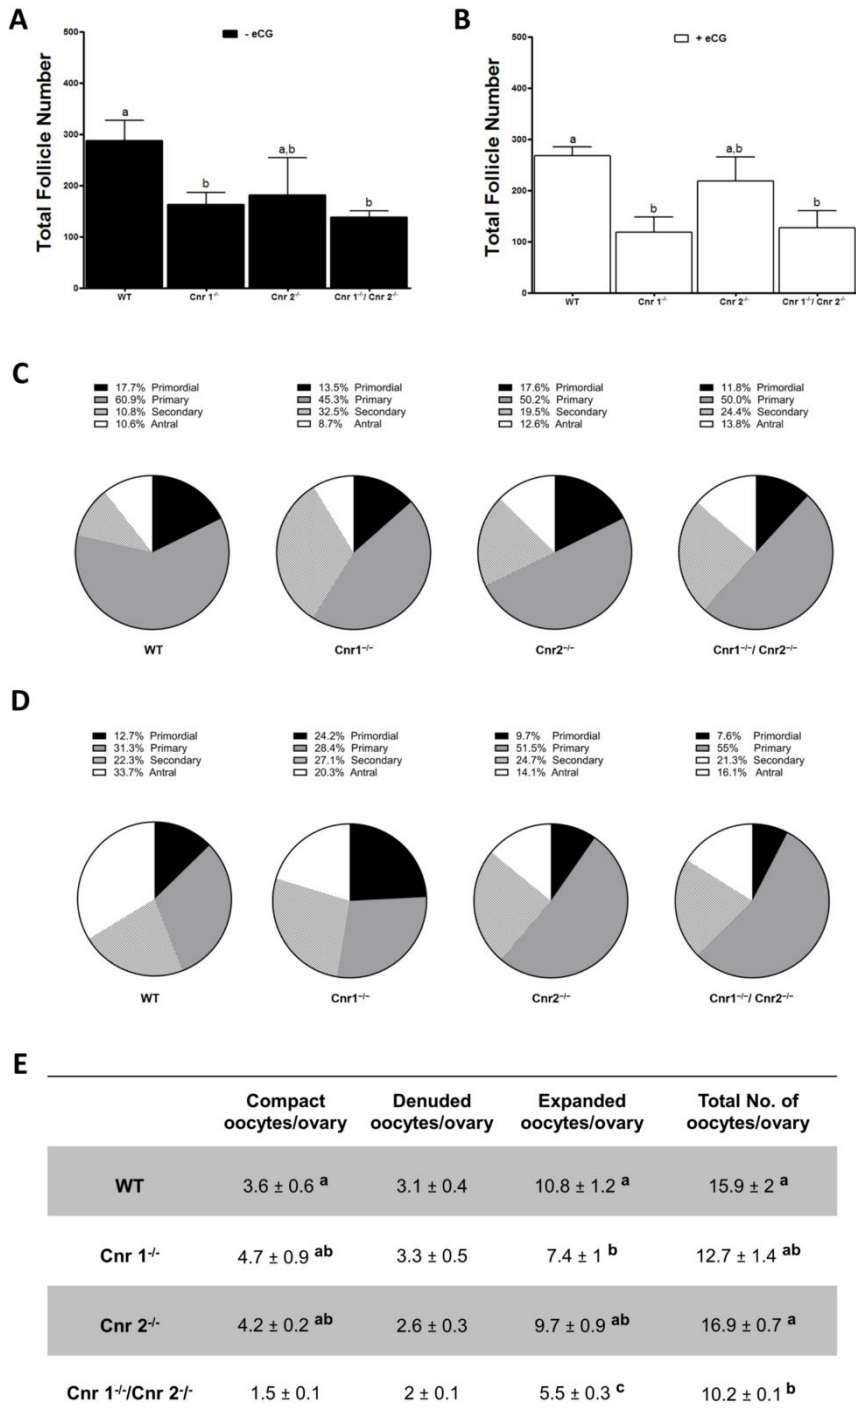 A
- eCG
Total Follicle Number
500
400
300
200
100
0
a
b
a,b
b
WT
Cnr 1⁻/⁻
Cnr 2⁻/⁻
Cnr 1⁻/⁻/ Cnr 2⁻/⁻
B
+ eCG
Total Follicle Number
500
400
300
200
100
0
a
b
a,b
b
WT
Cnr 1⁻/⁻
Cnr 2⁻/⁻
Cnr 1⁻/⁻/ Cnr 2⁻/⁻
C
17.7% Primordial
60.9% Primary
10.8% Secondary
10.6% Antral
WT
13.5% Primordial
45.3% Primary
32.5% Secondary
8.7% Antral
Cnr1⁻/⁻
17.6% Primordial
50.2% Primary
19.5% Secondary
12.6% Antral
Cnr2⁻/⁻
11.8% Primordial
50.0% Primary
24.4% Secondary
13.8% Antral
Cnr1⁻/⁻/ Cnr2⁻/⁻
D
12.7% Primordial
31.3% Primary
22.3% Secondary
33.7% Antral
WT
24.2% Primordial
28.4% Primary
27.1% Secondary
20.3% Antral
Cnr1⁻/⁻
9.7% Primordial
51.5% Primary
24.7% Secondary
14.1% Antral
Cnr2⁻/⁻
7.6% Primordial
55% Primary
21.3% Secondary
16.1% Antral
Cnr1⁻/⁻/ Cnr2⁻/⁻
E
Compact oocytes/ovary Denuded oocytes/ovary Expanded oocytes/ovary Total No. of oocytes/ovary
WT 3.6 ± 0.6 a 3.1 ± 0.4 10.8 ± 1.2 a 15.9 ± 2 a
Cnr 1-/- 4.7 ± 0.9 ab 3.3 ± 0.5 7.4 ± 1 b 12.7 ± 1.4 ab
Cnr 2-/- 4.2 ± 0.2 ab 2.6 ± 0.3 9.7 ± 0.9 ab 16.9 ± 0.7 a
Cnr 1-/-/Cnr 2-/- 1.5 ± 0.1 2 ± 0.1 5.5 ± 0.3 c 10.2 ± 0.1 b